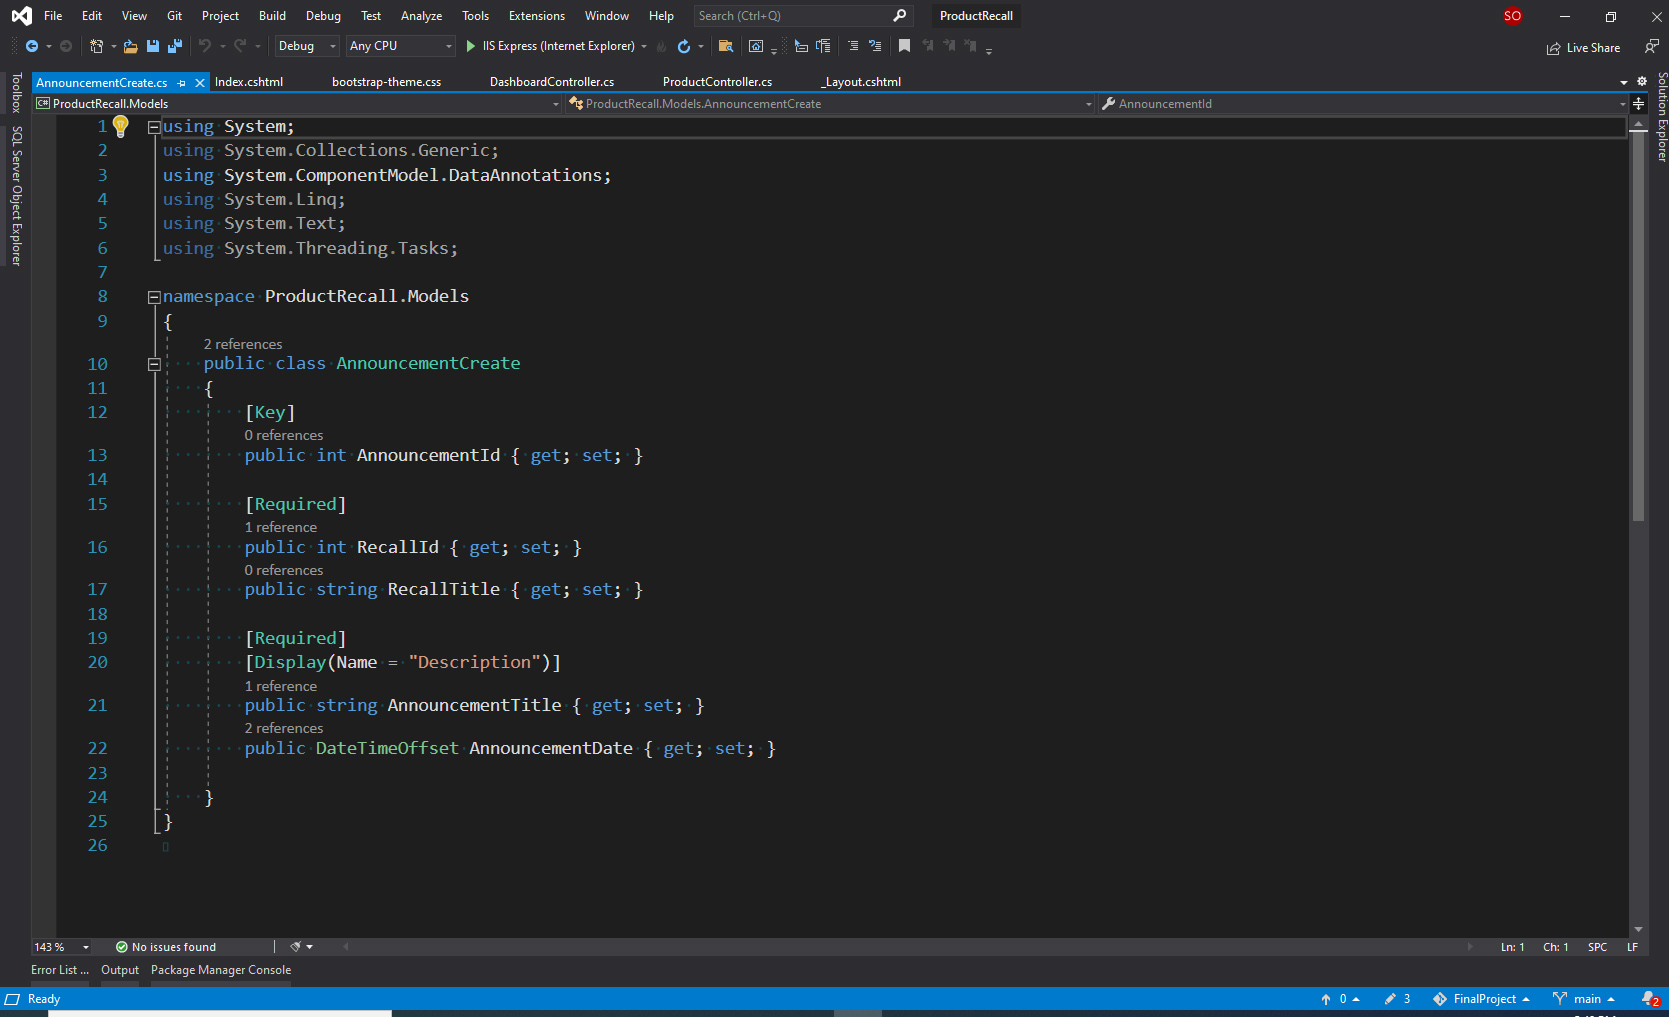 File Edit View Git Project Build Debug Test Analyze Tools Extensions Window Help Search (Ctrl+Q) ProductRecall SO
Debug Any CPU IIS Express (Internet Explorer) Live Share
Toolbox
SQL Server Object Explorer
Solution Explorer
AnnouncementCreate.cs Index.cshtml bootstrap-theme.css DashboardController.cs ProductController.cs _Layout.cshtml
C# ProductRecall.Models ProductRecall.Models.AnnouncementCreate AnnouncementId
1 using System;
2 using System.Collections.Generic;
3 using System.ComponentModel.DataAnnotations;
4 using System.Linq;
5 using System.Text;
6 using System.Threading.Tasks;
7
8 namespace ProductRecall.Models
9 {
2 references
10 public class AnnouncementCreate
11 {
12 [Key]
0 references
13 public int AnnouncementId { get; set; }
14
15 [Required]
1 reference
16 public int RecallId { get; set; }
0 references
17 public string RecallTitle { get; set; }
18
19 [Required]
20 [Display(Name = "Description")]
1 reference
21 public string AnnouncementTitle { get; set; }
2 references
22 public DateTimeOffset AnnouncementDate { get; set; }
23
24 }
25 }
26
143 % No issues found Ln: 1 Ch: 1 SPC LF
Error List ... Output Package Manager Console
Ready 0 3 FinalProject main 2